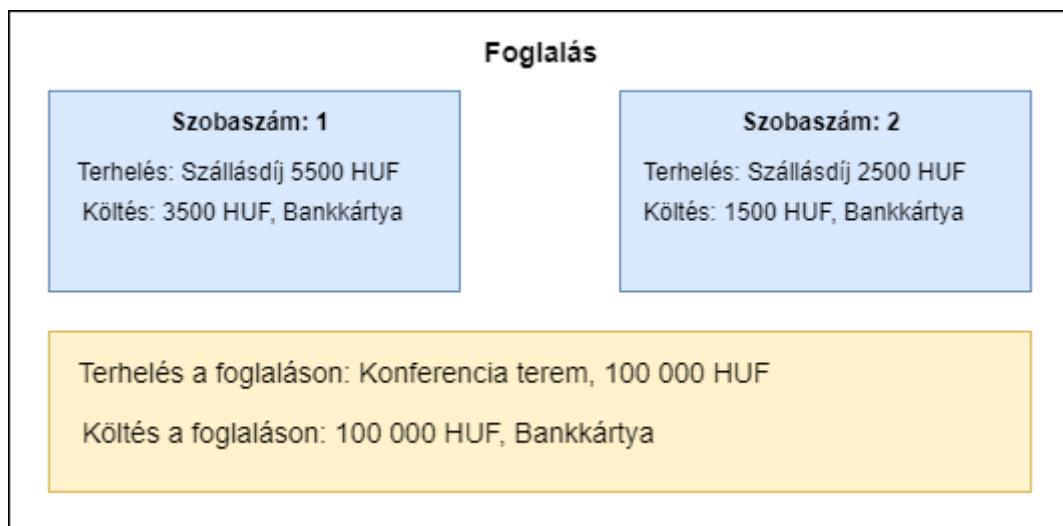 Foglalás
Szobaszám: 1
Terhelés: Szállásdíj 5500 HUF
Költés: 3500 HUF, Bankkártya
Szobaszám: 2
Terhelés: Szállásdíj 2500 HUF
Költés: 1500 HUF, Bankkártya
Terhelés a foglaláson: Konferencia terem, 100 000 HUF
Költés a foglaláson: 100 000 HUF, Bankkártya